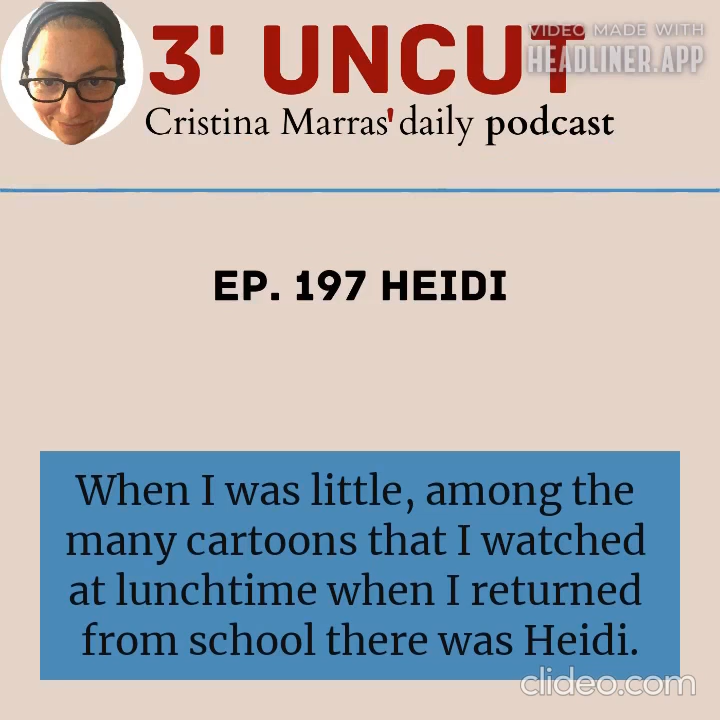 3' UNCUT
VIDEO MADE WITH
HEADLINER.APP
Cristina Marras'daily podcast
EP. 197 HEIDI
When I was little, among the
many cartoons that I watched
at lunchtime when I returned
from school there was Heidi.
clideo.com